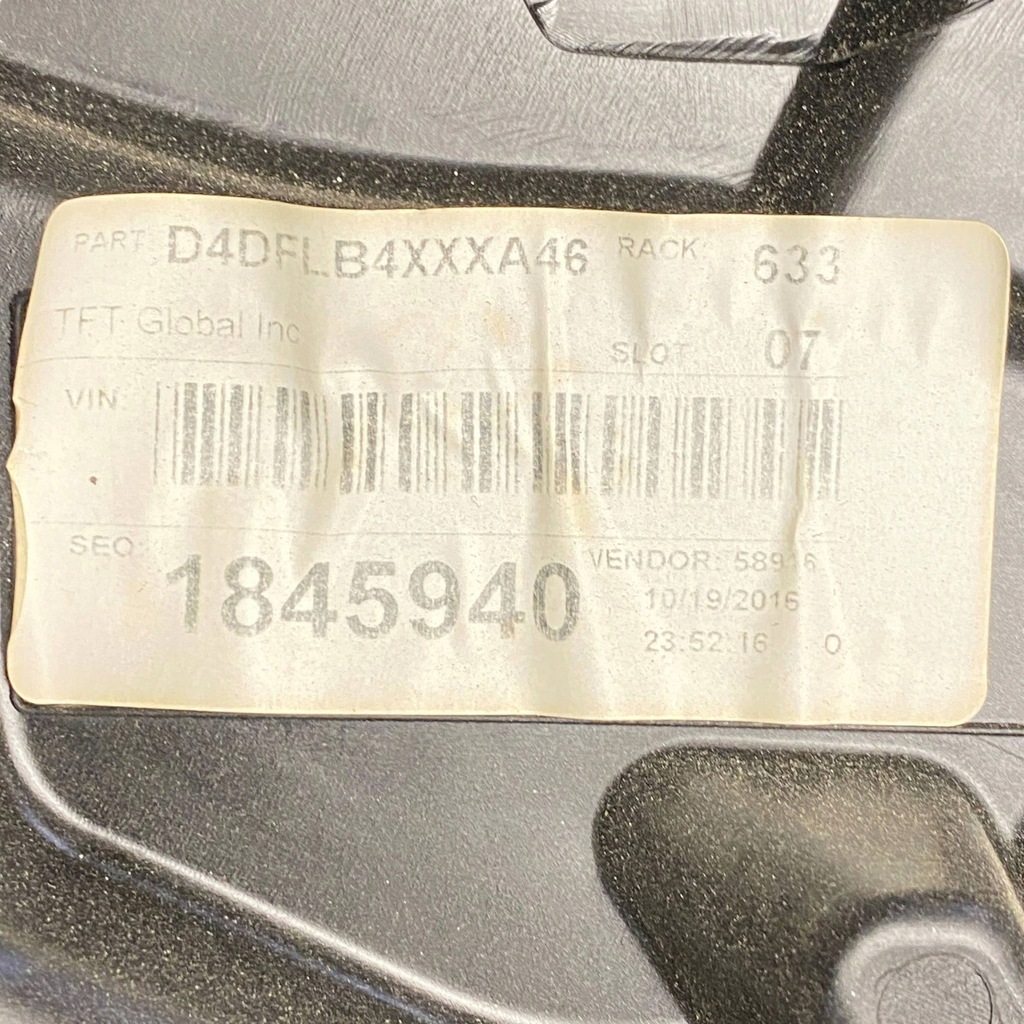 PART: D4DFLB4XXXA46 RACK: 633
TFT Global Inc
SLOT 07
VIN:
SEQ: 1845940
VENDOR: 58916
10/19/2016
23:52:16 0